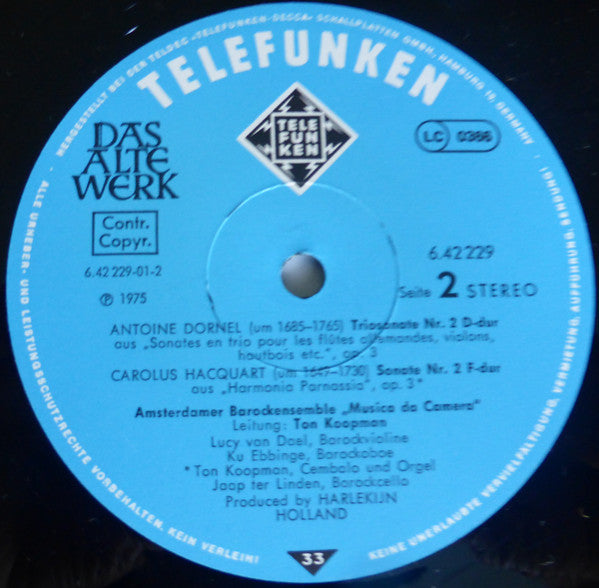 HERGESTELLT BEI DER TELDEC »TELEFUNKEN-DECCA« SCHALLPLATTEN GMBH, HAMBURG 19, GERMANY
TELEFUNKEN
TELE
FUN
KEN
DAS
ALTE
WERK
LC 0366
Contr.
Copyr.
6.42 229-01-2
6.42 229
℗ 1975
Seite 2 STEREO
ANTOINE DORNEL (um 1685–1765) Triosonate Nr. 2 D-dur
aus „Sonates en trio pour les flûtes allemandes, violons,
hautbois etc.", op. 3
CAROLUS HACQUART (um 1649–1730) Sonate Nr. 2 F-dur
aus „Harmonia Parnassia", op. 3*
Amsterdamer Barockensemble „Musica da Camera"
Leitung: Ton Koopman
Lucy van Dael, Barockvioline
Ku Ebbinge, Barockoboe
*Ton Koopman, Cembalo und Orgel
Jaap ter Linden, Barockcello
Produced by HARLEKIJN
HOLLAND
33
ALLE URHEBER- UND LEISTUNGSSCHUTZRECHTE VORBEHALTEN. KEIN VERLEIH!
KEINE UNERLAUBTE VERVIELFÄLTIGUNG, VERMIETUNG, AUFFÜHRUNG, SENDUNG!